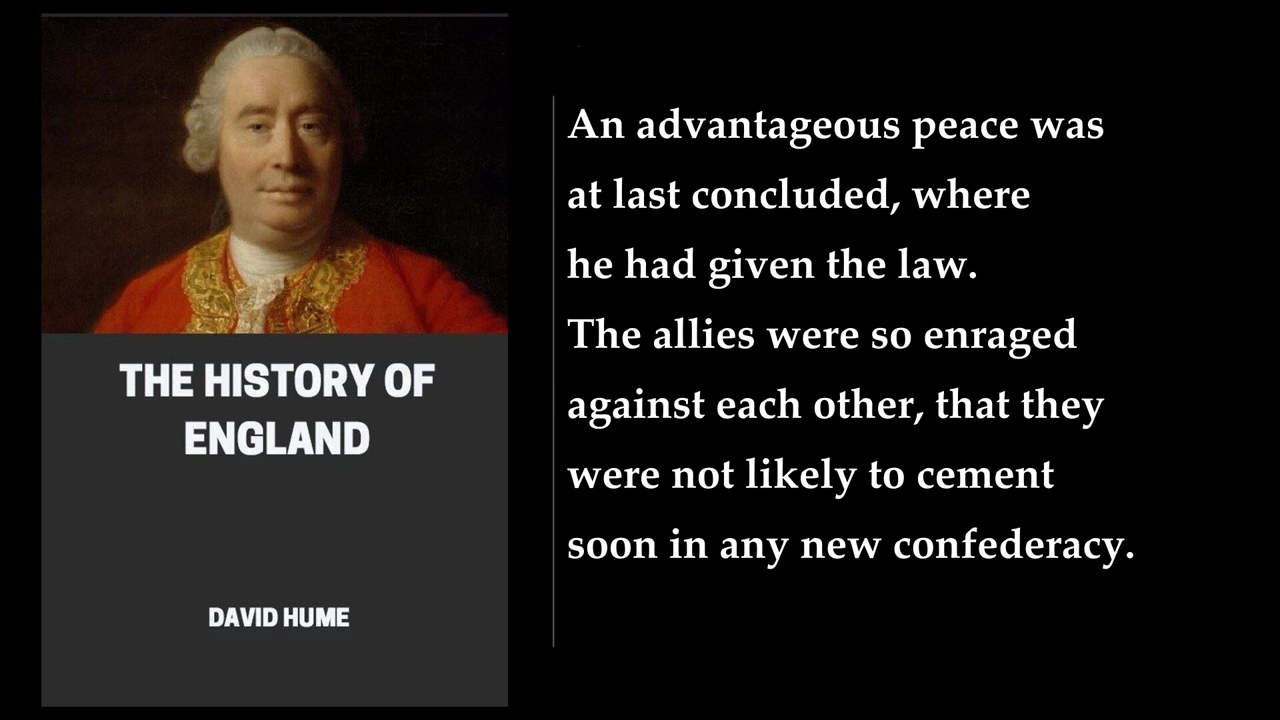 THE HISTORY OF
ENGLAND
DAVID HUME
An advantageous peace was
at last concluded, where
he had given the law.
The allies were so enraged
against each other, that they
were not likely to cement
soon in any new confederacy.